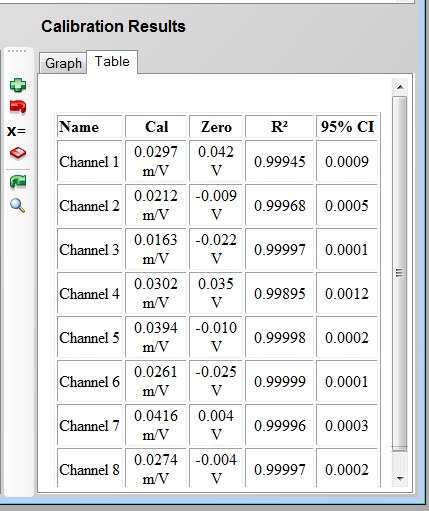 Calibration Results
Graph Table
x=
Name Cal Zero R² 95% CI
Channel 1 0.0297 m/V 0.042 V 0.99945 0.0009
Channel 2 0.0212 m/V -0.009 V 0.99968 0.0005
Channel 3 0.0163 m/V -0.022 V 0.99997 0.0001
Channel 4 0.0302 m/V 0.035 V 0.99895 0.0012
Channel 5 0.0394 m/V -0.010 V 0.99998 0.0002
Channel 6 0.0261 m/V -0.025 V 0.99999 0.0001
Channel 7 0.0416 m/V 0.004 V 0.99996 0.0003
Channel 8 0.0274 m/V -0.004 V 0.99997 0.0002